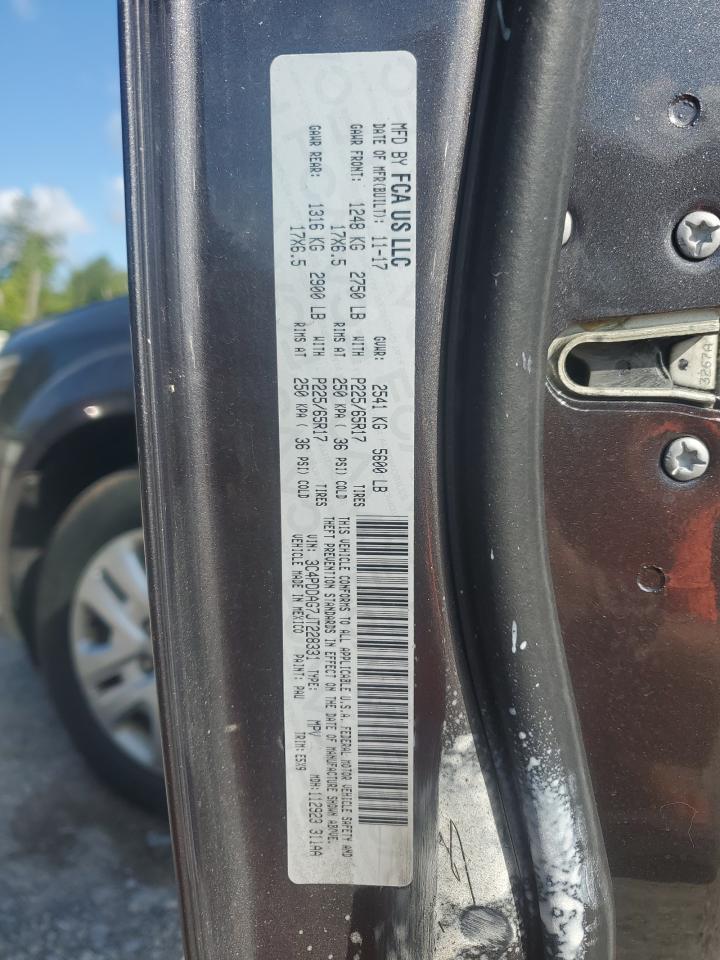 MFD BY FCA US LLC
DATE OF MFR(BUILT): 11-17 GVWR: 2541 KG 5600 LB
GAWR FRONT: 1248 KG 2750 LB WITH P225/65R17 TIRES
17X6.5 RIMS AT 250 KPA ( 36 PSI) COLD
GAWR REAR: 1316 KG 2900 LB WITH P225/65R17 TIRES
17X6.5 RIMS AT 250 KPA ( 36 PSI) COLD
THIS VEHICLE CONFORMS TO ALL APPLICABLE U.S.A. FEDERAL MOTOR VEHICLE SAFETY AND
THEFT PREVENTION STANDARDS IN EFFECT ON THE DATE OF MANUFACTURE SHOWN ABOVE.
VIN: 3C4PDDAG7JT228331 TYPE: MPV MDH: 112923 311AA
VEHICLE MADE IN MEXICO PAINT: PAU TRIM: E5X9
3267A